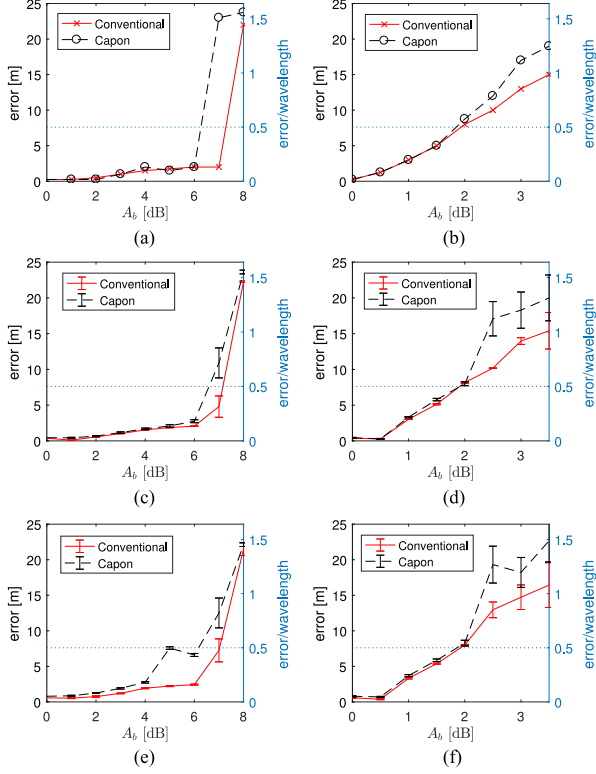 25
20
15
10
5
0
error [m]
Conventional
Capon
1.5
1
0.5
0
error/wavelength
0 2 4 6 8
A_b [dB]
(a)
25
20
15
10
5
0
error [m]
Conventional
Capon
1.5
1
0.5
0
error/wavelength
0 1 2 3
A_b [dB]
(b)
25
20
15
10
5
0
error [m]
Conventional
Capon
1.5
1
0.5
0
error/wavelength
0 2 4 6 8
A_b [dB]
(c)
25
20
15
10
5
0
error [m]
Conventional
Capon
1.5
1
0.5
0
error/wavelength
0 1 2 3
A_b [dB]
(d)
25
20
15
10
5
0
error [m]
Conventional
Capon
1.5
1
0.5
0
error/wavelength
0 2 4 6 8
A_b [dB]
(e)
25
20
15
10
5
0
error [m]
Conventional
Capon
1.5
1
0.5
0
error/wavelength
0 1 2 3
A_b [dB]
(f)